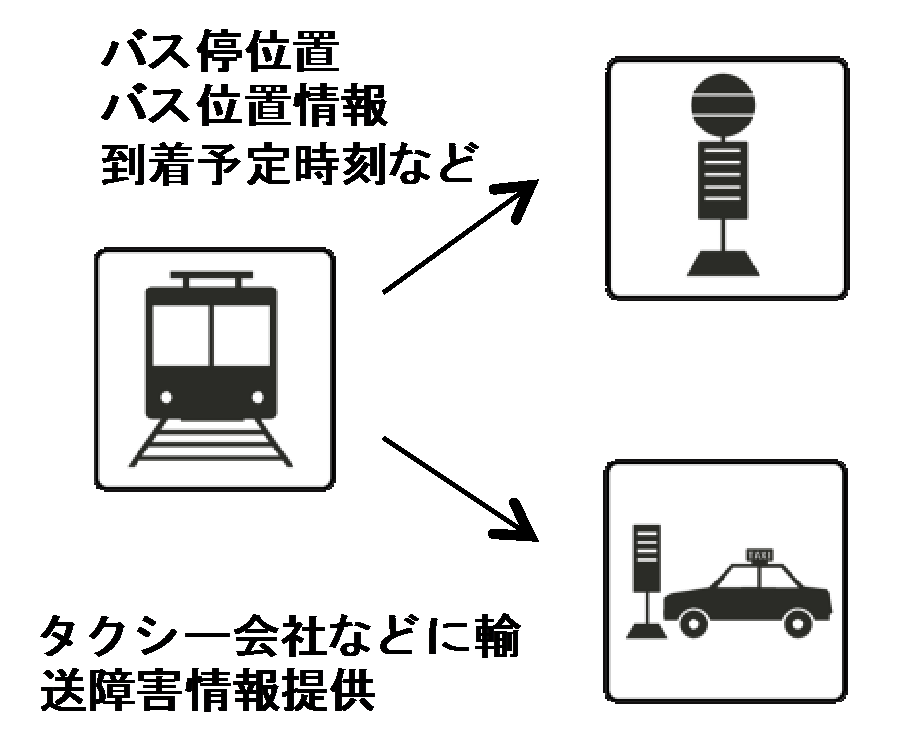 バス停位置
バス位置情報
到着予定時刻など
TAXI
タクシー会社などに輸
送障害情報提供